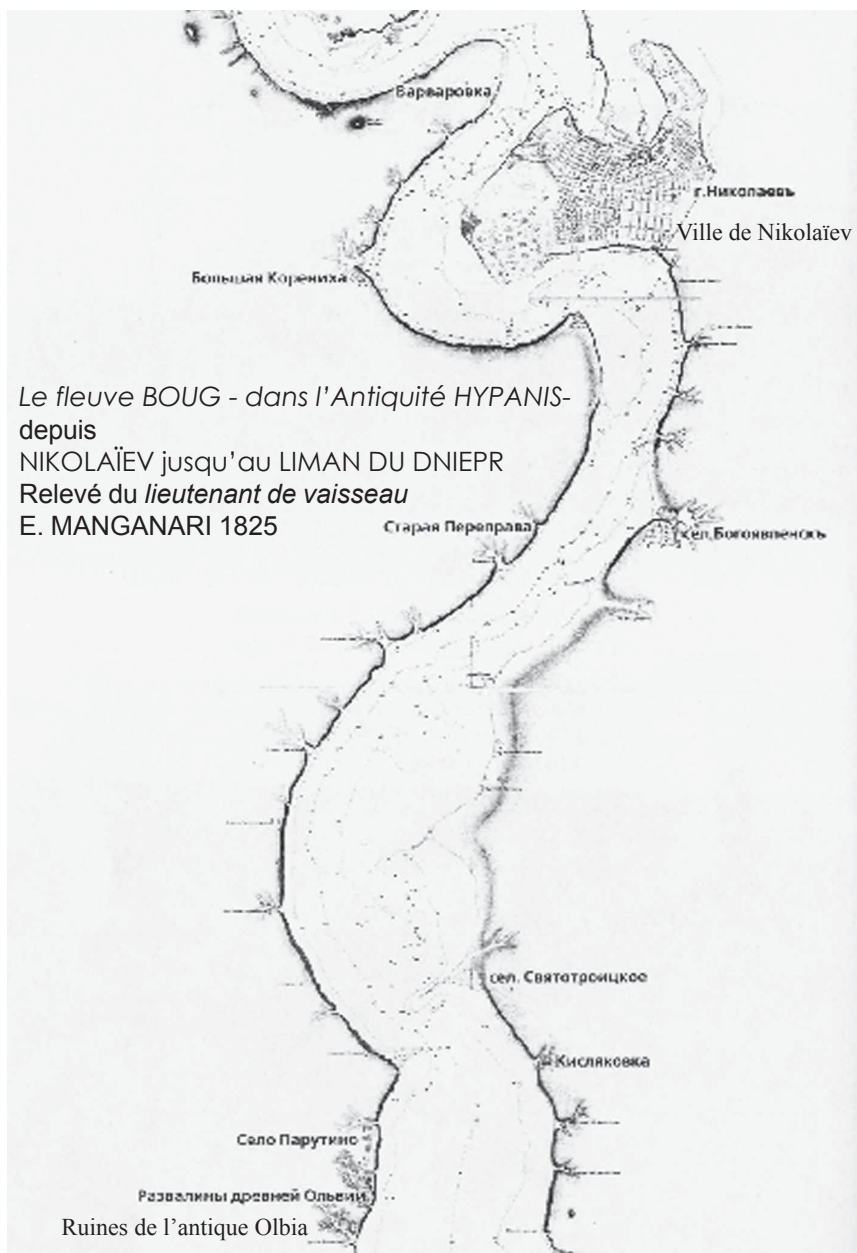 Варваровка
г.Николаевъ
Ville de Nikolaïev
Большая Корениха
Le fleuve BOUG - dans l’Antiquité HYPANIS-
depuis
NIKOLAÏEV jusqu’au LIMAN DU DNIEPR
Relevé du lieutenant de vaisseau
E. MANGANARI 1825
Старая Переправа
сел.Богоявленскъ
сел. Святотроицкое
Кисляковка
Село Парутино
Развалины древней Ольвии
Ruines de l’antique Olbia